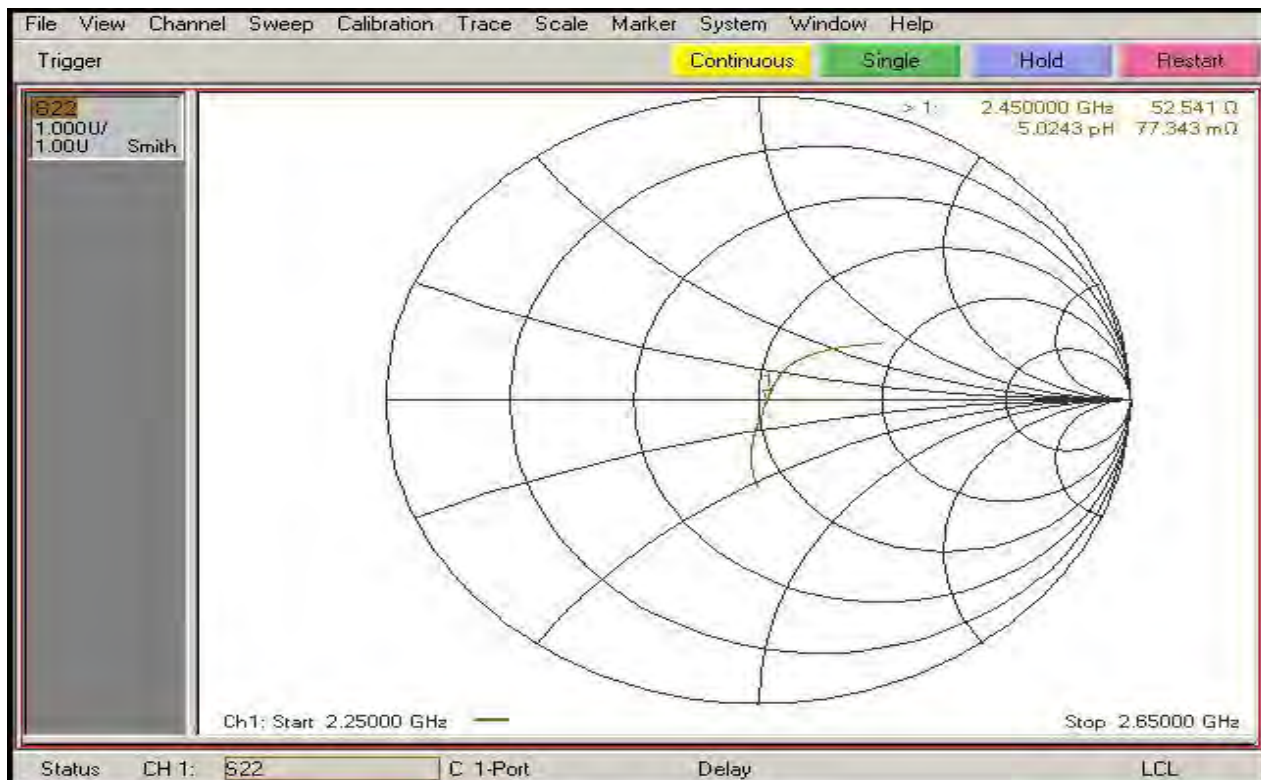 File View Channel Sweep Calibration Trace Scale Marker System Window Help
Trigger Continuous Single Hold Restart
S22
1.000U/
1.00U Smith
> 1: 2.450000 GHz 52.541 Ω
5.0243 pH 77.343 mΩ
1
Ch1: Start 2.25000 GHz Stop 2.65000 GHz
Status CH 1: S22 C 1-Port Delay LCL